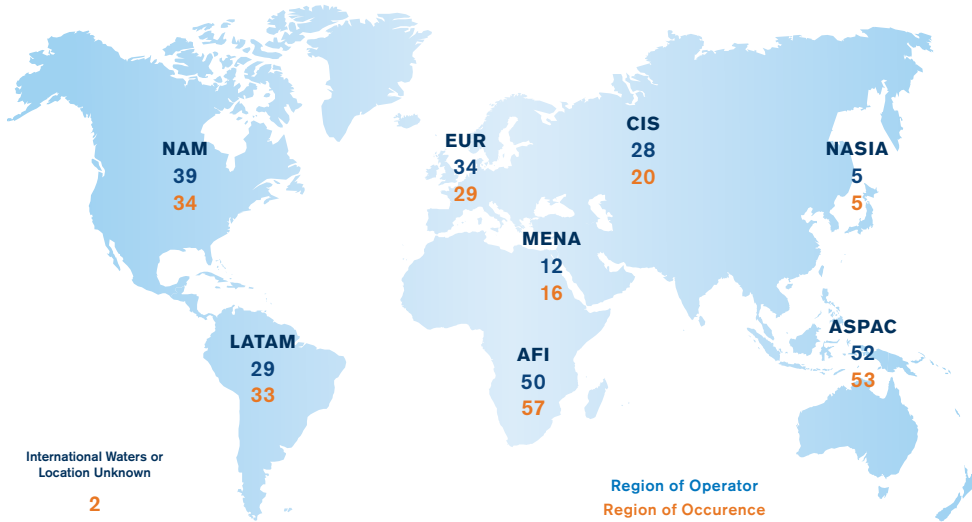 NAM
39
34
EUR
34
29
CIS
28
20
NASIA
5
5
MENA
12
16
LATAM
29
33
AFI
50
57
ASPAC
52
53
International Waters or
Location Unknown
2
Region of Operator
Region of Occurence